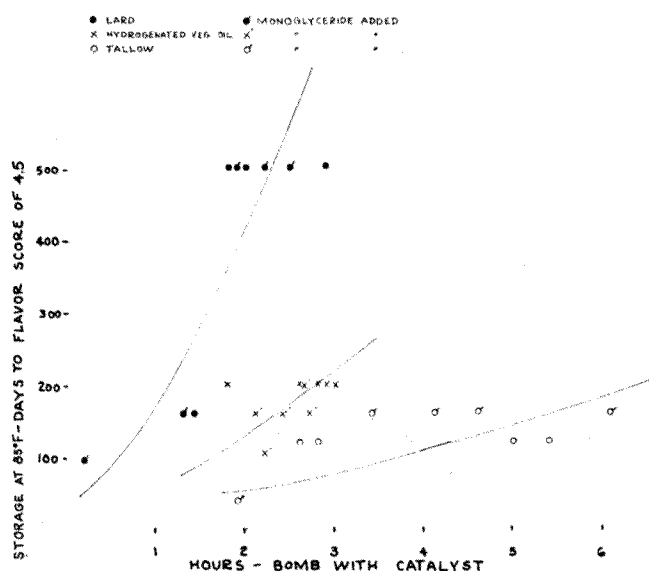 LARD MONOGLYCERIDE ADDED
HYDROGENATED VEG OIL " "
TALLOW " "
STORAGE AT 85°F-DAYS TO FLAVOR SCORE OF 4.5
500
400
300
200
100
1 2 3 4 5 6
HOURS - BOMB WITH CATALYST